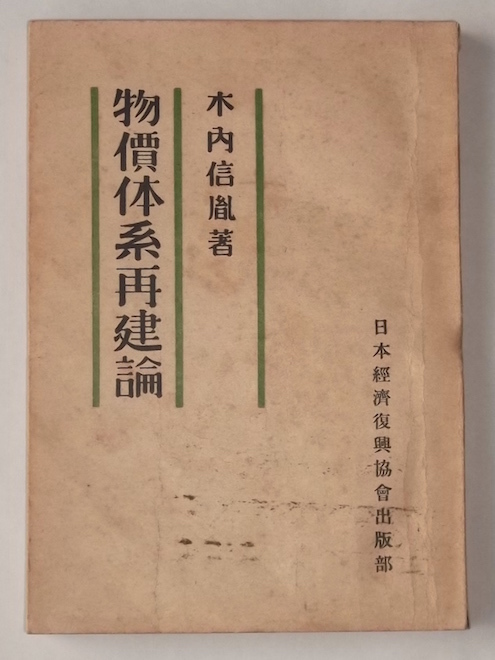 日本經濟復興協會出版部
木内信胤著
物價体系再建論